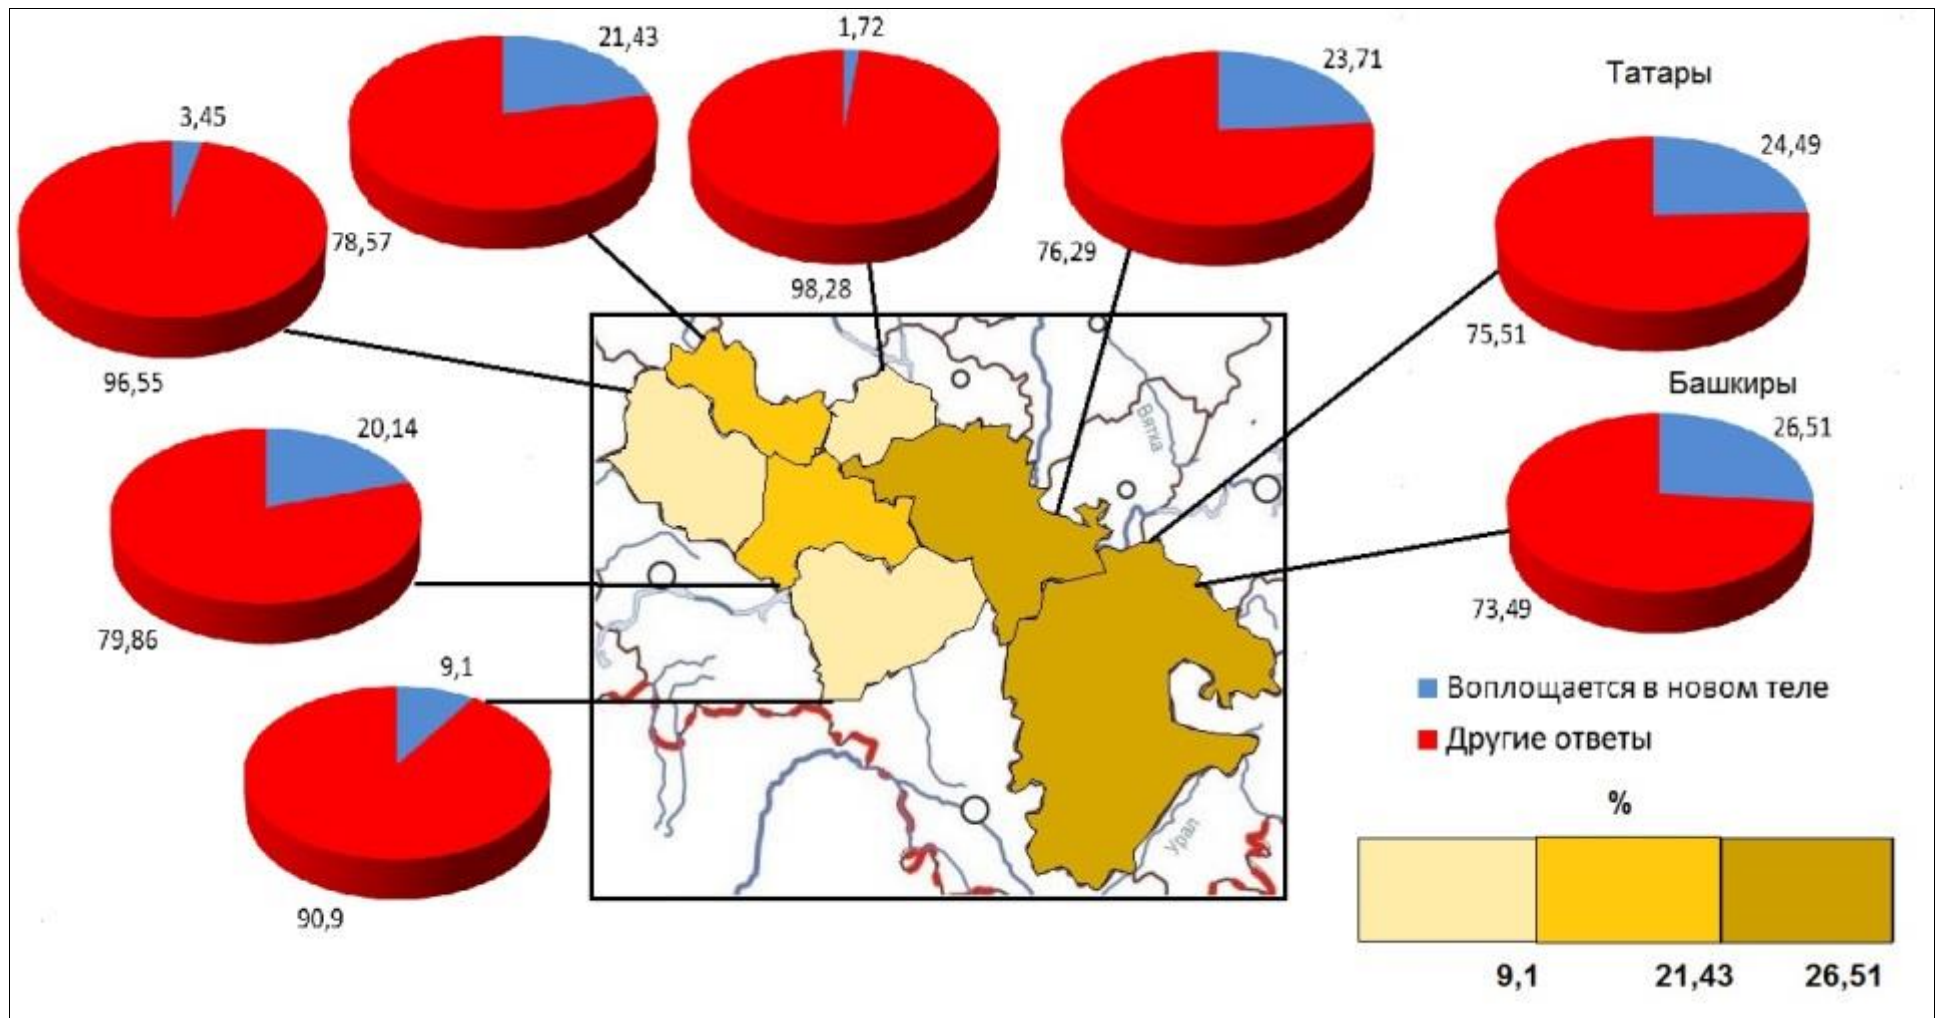 21,43
1,72
23,71
Татары
3,45
24,49
78,57
76,29
98,28
75,51
96,55
Башкиры
20,14
26,51
Вятка
73,49
79,86
9,1
Воплощается в новом теле
Другие ответы
%
Урал
90,9
9,1 21,43 26,51